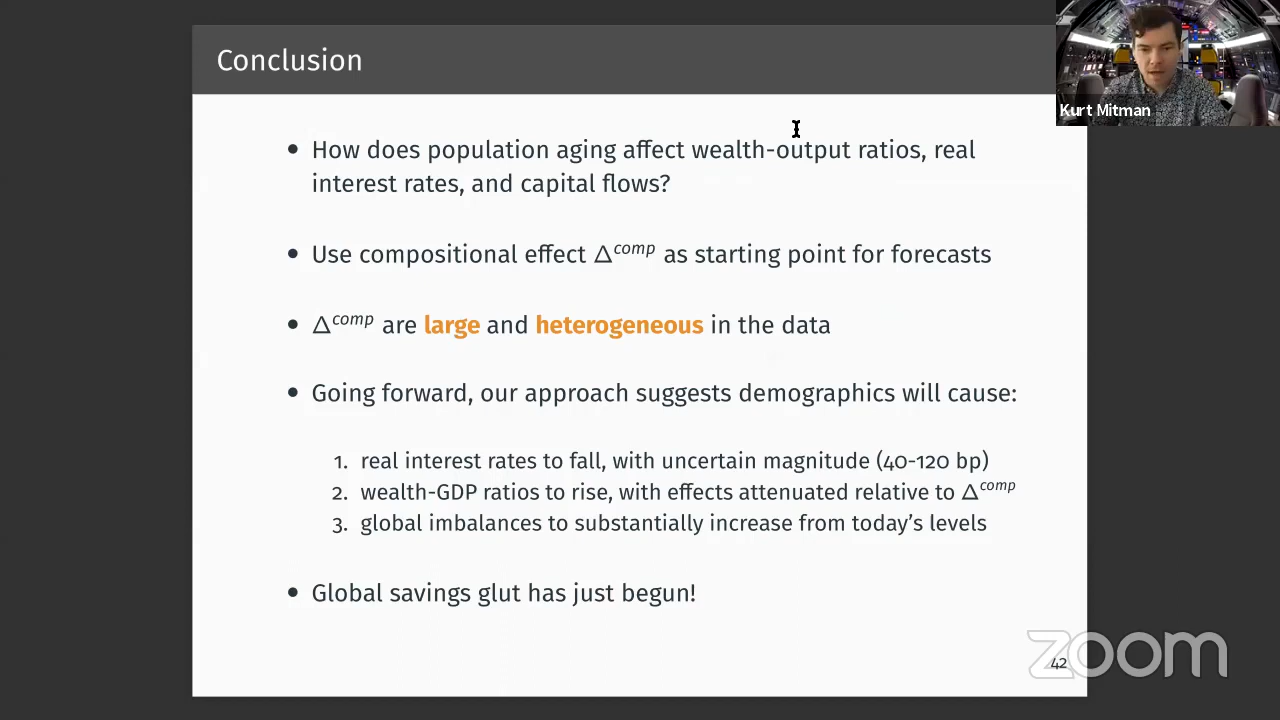 Conclusion
Kurt Mitman
• How does population aging affect wealth-output ratios, real
interest rates, and capital flows?
• Use compositional effect Δ^comp as starting point for forecasts
• Δ^comp are large and heterogeneous in the data
• Going forward, our approach suggests demographics will cause:
1. real interest rates to fall, with uncertain magnitude (40-120 bp)
2. wealth-GDP ratios to rise, with effects attenuated relative to Δ^comp
3. global imbalances to substantially increase from today's levels
• Global savings glut has just begun!
zoom
42